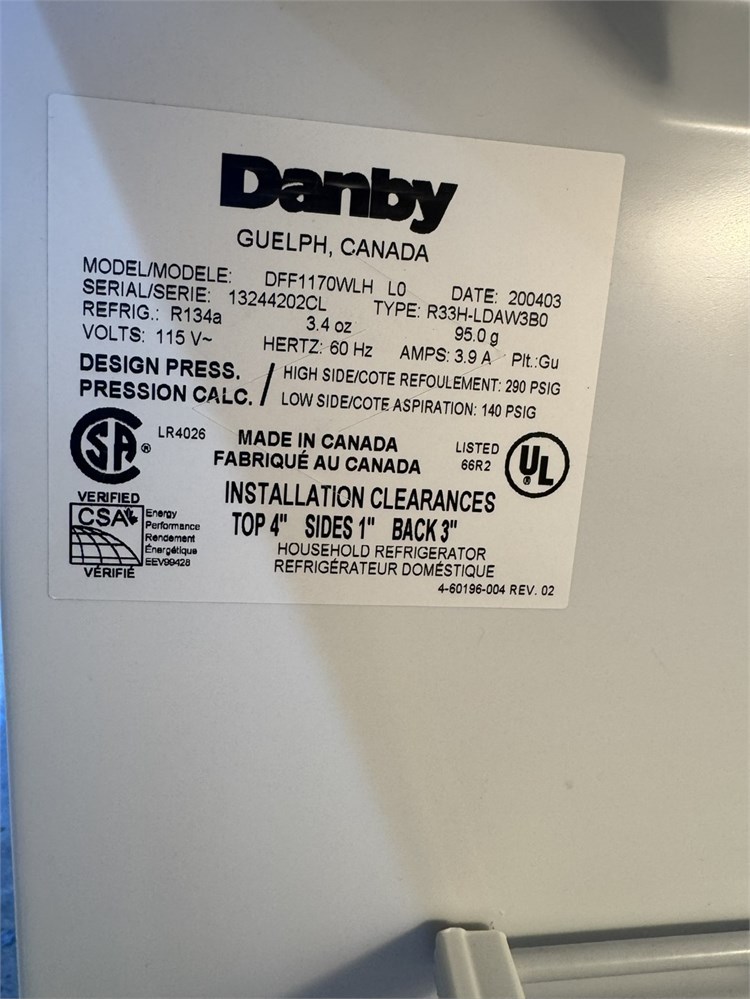 Danby
GUELPH, CANADA
MODEL/MODELE: DFF1170WLH L0 DATE: 200403
SERIAL/SERIE: 13244202CL TYPE: R33H-LDAW3B0
REFRIG.: R134a 3.4 oz 95.0 g
VOLTS: 115 V~ HERTZ: 60 Hz AMPS: 3.9 A Plt.:Gu
DESIGN PRESS. / HIGH SIDE/COTE REFOULEMENT: 290 PSIG
PRESSION CALC. LOW SIDE/COTE ASPIRATION: 140 PSIG
SA ® LR4026 MADE IN CANADA LISTED UL ®
FABRIQUÉ AU CANADA 66R2
VERIFIED INSTALLATION CLEARANCES
CSA Energy TOP 4" SIDES 1" BACK 3"
Performance
Rendement HOUSEHOLD REFRIGERATOR
Énergétique RÉFRIGÉRATEUR DOMÉSTIQUE
EEV99428
VÉRIFIÉ 4-60196-004 REV. 02